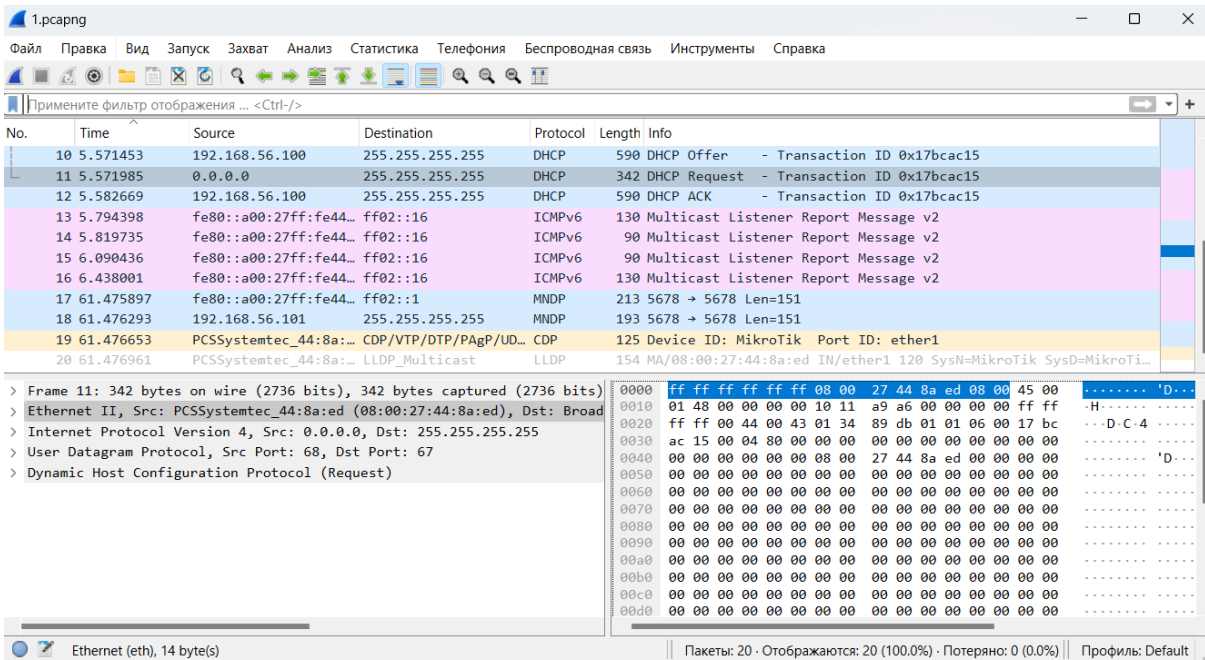 1.pcapng
Файл Правка Вид Запуск Захват Анализ Статистика Телефония Беспроводная связь Инструменты Справка
Примените фильтр отображения ... <Ctrl-/>
No. Time Source Destination Protocol Length Info
10 5.571453 192.168.56.100 255.255.255.255 DHCP 590 DHCP Offer - Transaction ID 0x17bcac15
11 5.571985 0.0.0.0 255.255.255.255 DHCP 342 DHCP Request - Transaction ID 0x17bcac15
12 5.582669 192.168.56.100 255.255.255.255 DHCP 590 DHCP ACK - Transaction ID 0x17bcac15
13 5.794398 fe80::a00:27ff:fe44… ff02::16 ICMPv6 130 Multicast Listener Report Message v2
14 5.819735 fe80::a00:27ff:fe44… ff02::16 ICMPv6 90 Multicast Listener Report Message v2
15 6.090436 fe80::a00:27ff:fe44… ff02::16 ICMPv6 90 Multicast Listener Report Message v2
16 6.438001 fe80::a00:27ff:fe44… ff02::16 ICMPv6 130 Multicast Listener Report Message v2
17 61.475897 fe80::a00:27ff:fe44… ff02::1 MNDP 213 5678 → 5678 Len=151
18 61.476293 192.168.56.101 255.255.255.255 MNDP 193 5678 → 5678 Len=151
19 61.476653 PCSSystemtec_44:8a:… CDP/VTP/DTP/PAgP/UD… CDP 125 Device ID: MikroTik Port ID: ether1
20 61.476961 PCSSystemtec_44:8a:… LLDP_Multicast LLDP 154 MA/08:00:27:44:8a:ed IN/ether1 120 SysN=MikroTik SysD=MikroTi…
Frame 11: 342 bytes on wire (2736 bits), 342 bytes captured (2736 bits)
Ethernet II, Src: PCSSystemtec_44:8a:ed (08:00:27:44:8a:ed), Dst: Broad
Internet Protocol Version 4, Src: 0.0.0.0, Dst: 255.255.255.255
User Datagram Protocol, Src Port: 68, Dst Port: 67
Dynamic Host Configuration Protocol (Request)
0000 ff ff ff ff ff ff 08 00 27 44 8a ed 08 00 45 00 ········ 'D···
0010 01 48 00 00 00 00 10 11 a9 a6 00 00 00 00 ff ff ·H······ ·····
0020 ff ff 00 44 00 43 01 34 89 db 01 01 06 00 17 bc ···D·C·4 ·····
0030 ac 15 00 04 80 00 00 00 00 00 00 00 00 00 00 00 ········ ·····
0040 00 00 00 00 00 00 08 00 27 44 8a ed 00 00 00 00 ········ 'D···
0050 00 00 00 00 00 00 00 00 00 00 00 00 00 00 00 00 ········ ·····
0060 00 00 00 00 00 00 00 00 00 00 00 00 00 00 00 00 ········ ·····
0070 00 00 00 00 00 00 00 00 00 00 00 00 00 00 00 00 ········ ·····
0080 00 00 00 00 00 00 00 00 00 00 00 00 00 00 00 00 ········ ·····
0090 00 00 00 00 00 00 00 00 00 00 00 00 00 00 00 00 ········ ·····
00a0 00 00 00 00 00 00 00 00 00 00 00 00 00 00 00 00 ········ ·····
00b0 00 00 00 00 00 00 00 00 00 00 00 00 00 00 00 00 ········ ·····
00c0 00 00 00 00 00 00 00 00 00 00 00 00 00 00 00 00 ········ ·····
00d0 00 00 00 00 00 00 00 00 00 00 00 00 00 00 00 00 ········ ·····
Ethernet (eth), 14 byte(s) Пакеты: 20 · Отображаются: 20 (100.0%) · Потеряно: 0 (0.0%) Профиль: Default